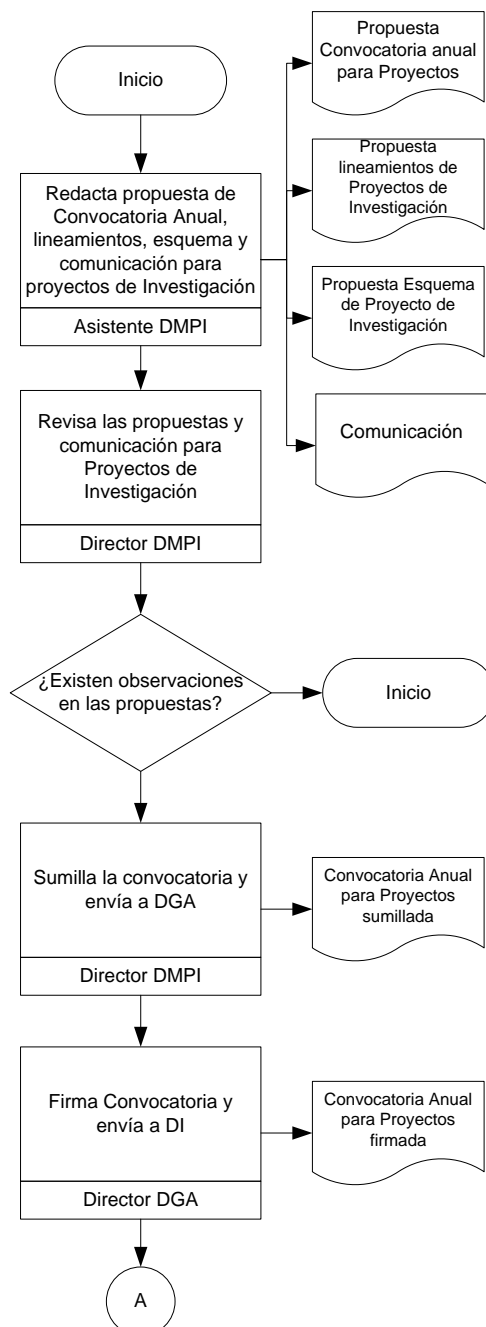 Inicio
Propuesta
Convocatoria anual
para Proyectos
Propuesta
lineamientos de
Proyectos de
Investigación
Redacta propuesta de
Convocatoria Anual,
lineamientos, esquema y
comunicación para
proyectos de Investigación
Asistente DMPI
Propuesta Esquema
de Proyecto de
Investigación
Comunicación
Revisa las propuestas y
comunicación para
Proyectos de
Investigación
Director DMPI
¿Existen observaciones
en las propuestas?
Inicio
Sumilla la convocatoria y
envía a DGA
Director DMPI
Convocatoria Anual
para Proyectos
sumillada
Firma Convocatoria y
envía a DI
Director DGA
Convocatoria Anual
para Proyectos
firmada
A